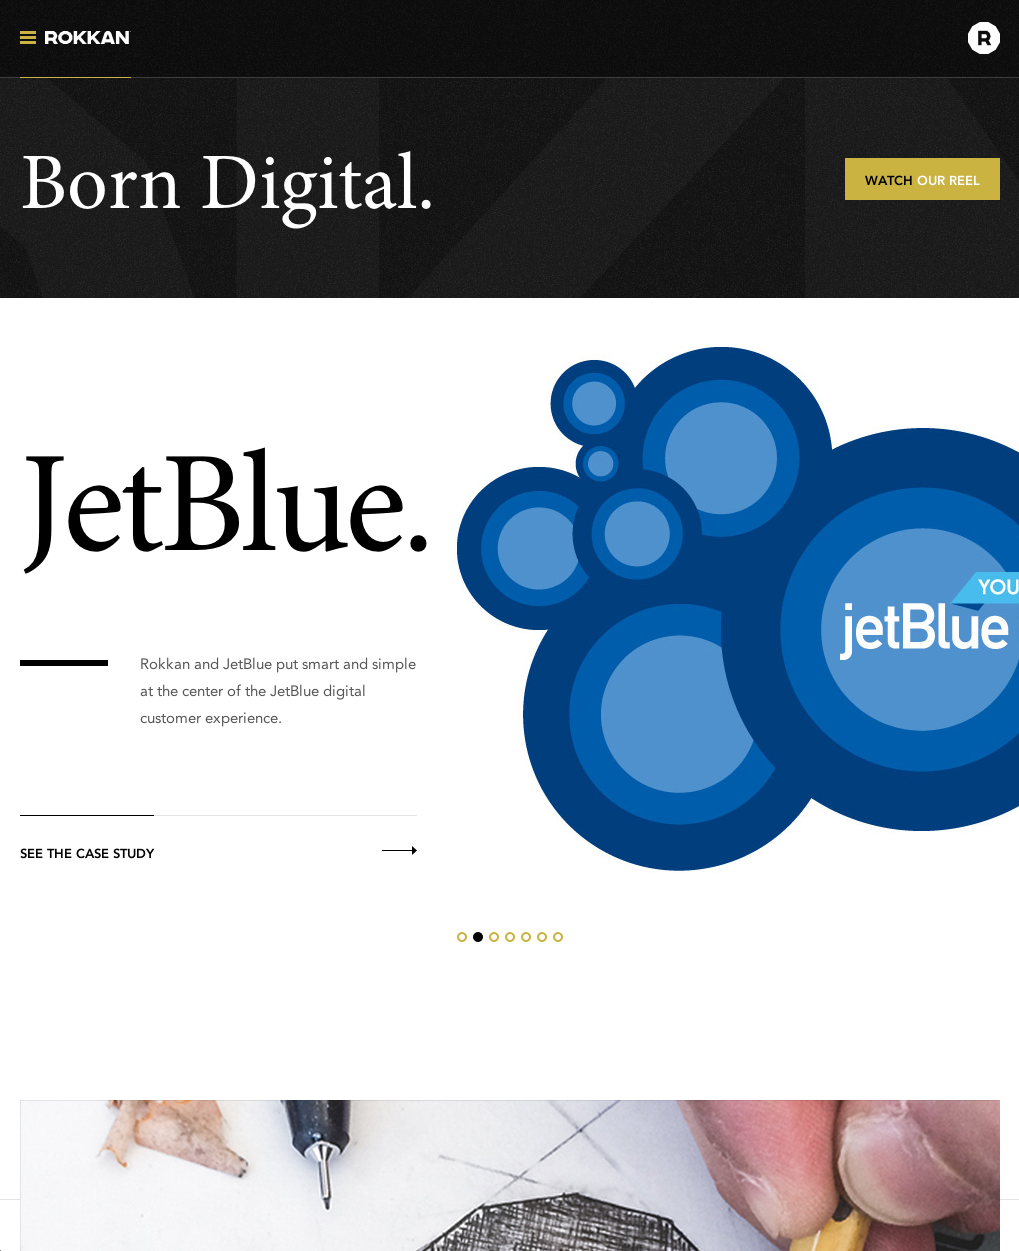 ROKKAN
R
Born Digital.
WATCH OUR REEL
JetBlue.
YOU
jetBlue
Rokkan and JetBlue put smart and simple
at the center of the JetBlue digital
customer experience.
SEE THE CASE STUDY